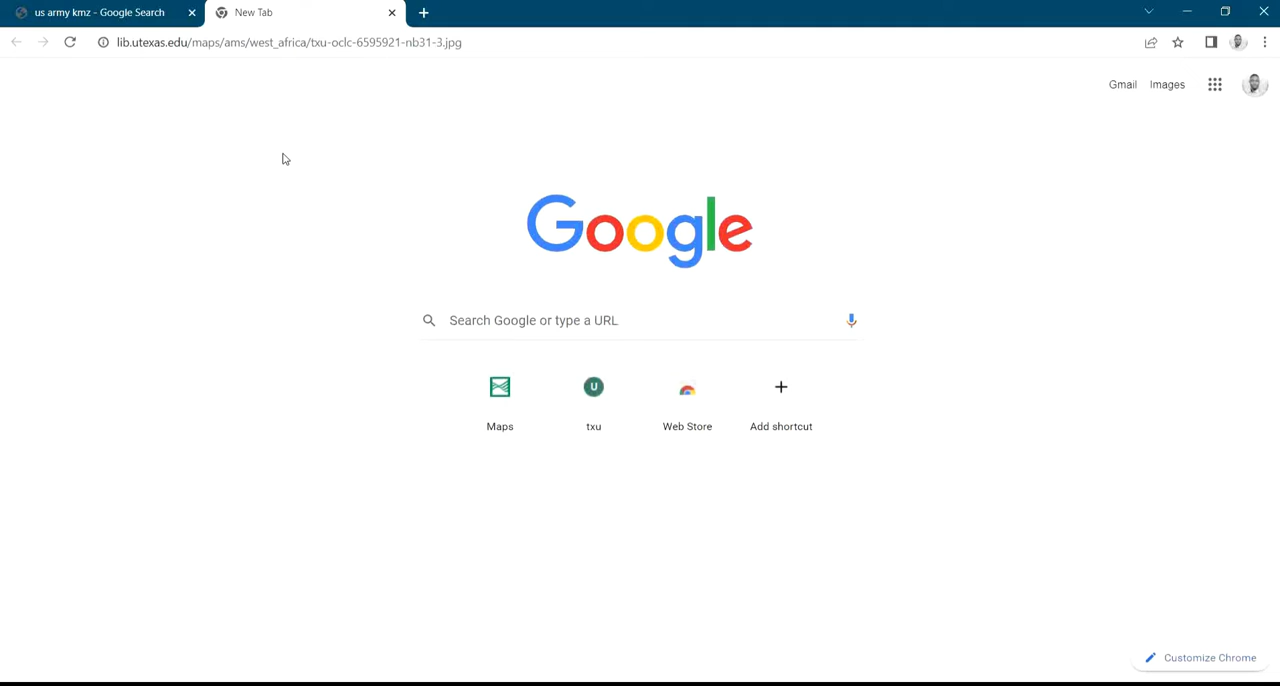 us army kmz - Google Search
New Tab
lib.utexas.edu/maps/ams/west_africa/txu-oclc-6595921-nb31-3.jpg
Gmail Images
Google
Search Google or type a URL
U
Maps txu Web Store Add shortcut
Customize Chrome